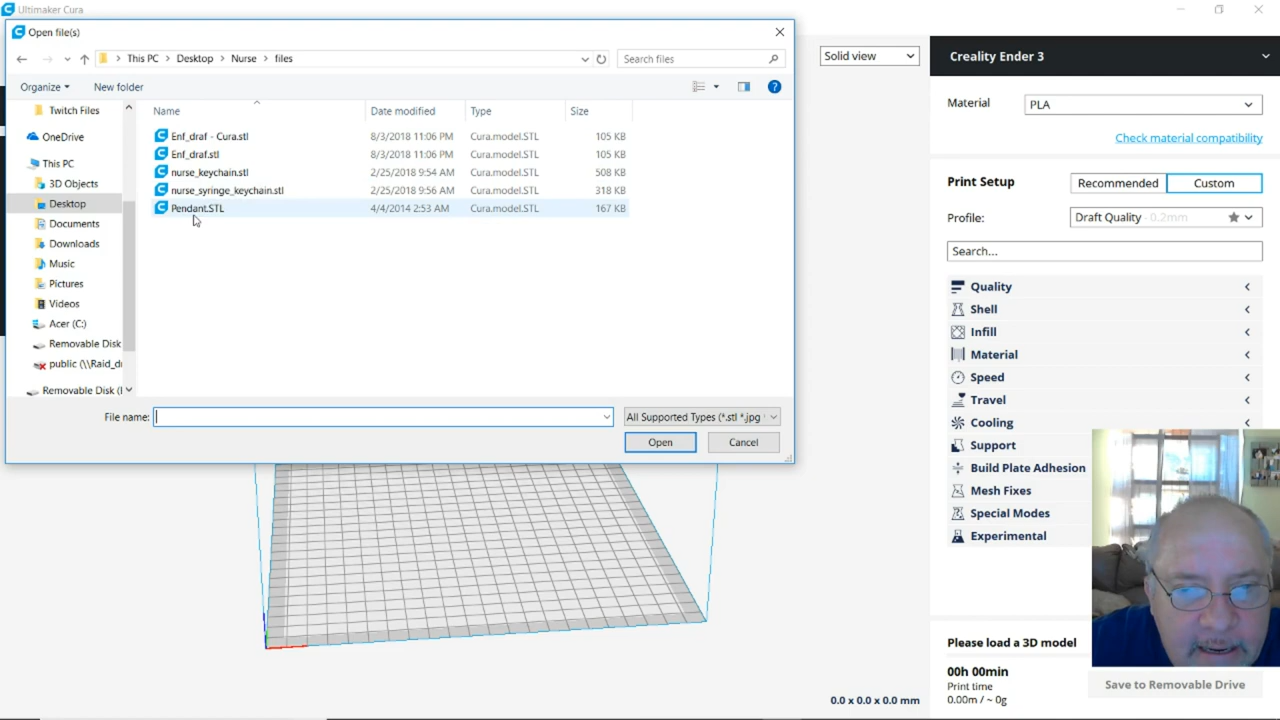 Ultimaker Cura
Open file(s)
This PC > Desktop > Nurse > files
Search files
Organize
New folder
Name
Date modified
Type
Size
Twitch Files
OneDrive
This PC
3D Objects
Desktop
Documents
Downloads
Music
Pictures
Videos
Acer (C:)
Removable Disk
public (\\Raid_d
Removable Disk (
Enf_draf - Cura.stl 8/3/2018 11:06 PM Cura.model.STL 105 KB
Enf_draf.stl 8/3/2018 11:06 PM Cura.model.STL 105 KB
nurse_keychain.stl 2/25/2018 9:54 AM Cura.model.STL 508 KB
nurse_syringe_keychain.stl 2/25/2018 9:56 AM Cura.model.STL 318 KB
Pendant.STL 4/4/2014 2:53 AM Cura.model.STL 167 KB
File name:
All Supported Types (*.stl *.jpg
Open
Cancel
Solid view
Creality Ender 3
Material
PLA
Check material compatibility
Print Setup
Recommended
Custom
Profile:
Draft Quality - 0.2mm
Search...
Quality
Shell
Infill
Material
Speed
Travel
Cooling
Support
Build Plate Adhesion
Mesh Fixes
Special Modes
Experimental
Please load a 3D model
00h 00min
Print time
0.00m / ~ 0g
Save to Removable Drive
0.0 x 0.0 x 0.0 mm